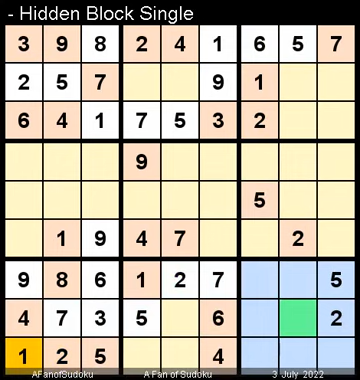 - Hidden Block Single
3 9 8 2 4 1 6 5 7
2 5 7 9 1
6 4 1 7 5 3 2
9
5
1 9 4 7 2
9 8 6 1 2 7 5
4 7 3 5 6 2
1 2 5 4
AFanofSudoku A Fan of Sudoku 3 July 2022